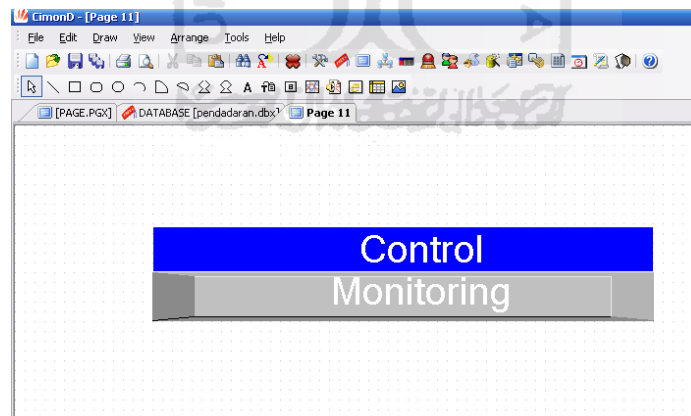 CimonD - [Page 11]
File Edit Draw View Arrange Tools Help
[PAGE.PGX] DATABASE [pendadaran.dbx] Page 11
Control
Monitoring